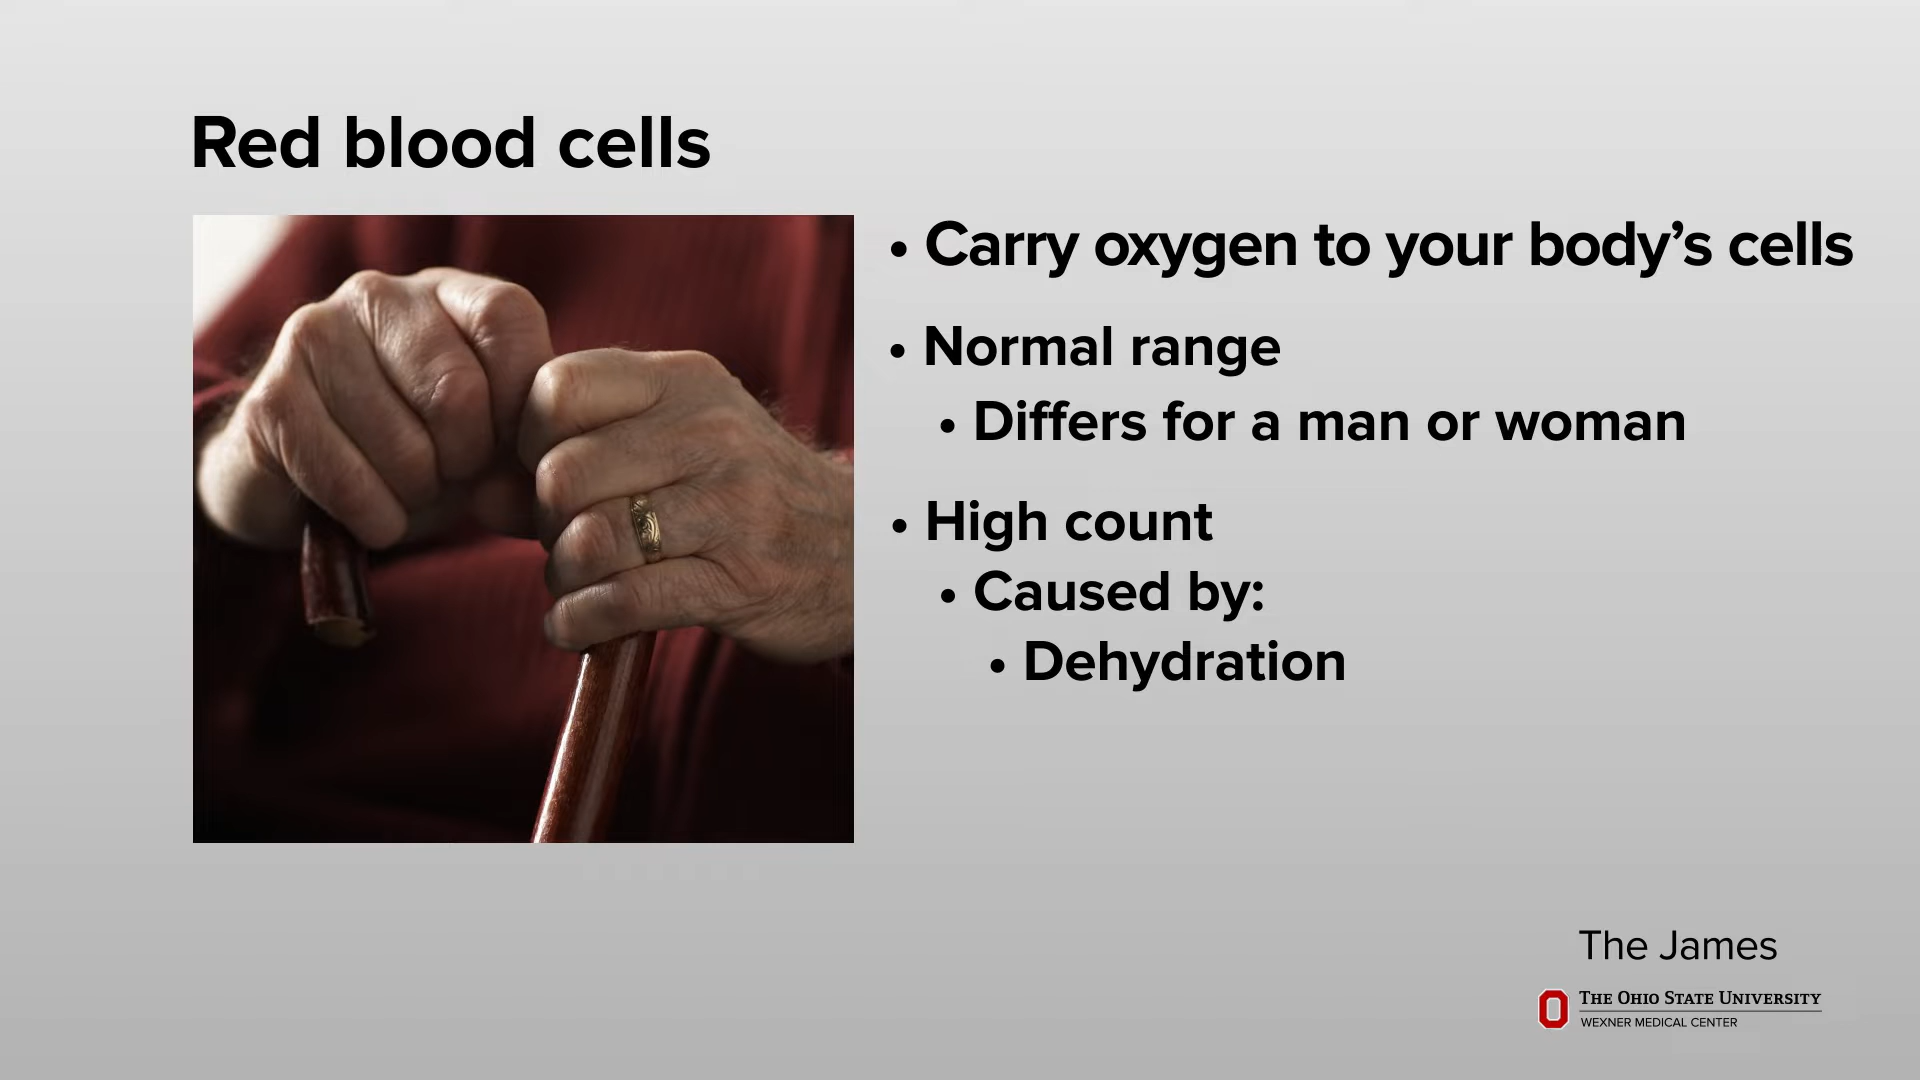 Red blood cells
• Carry oxygen to your body’s cells
• Normal range
• Differs for a man or woman
• High count
• Caused by:
• Dehydration
The James
THE OHIO STATE UNIVERSITY
WEXNER MEDICAL CENTER